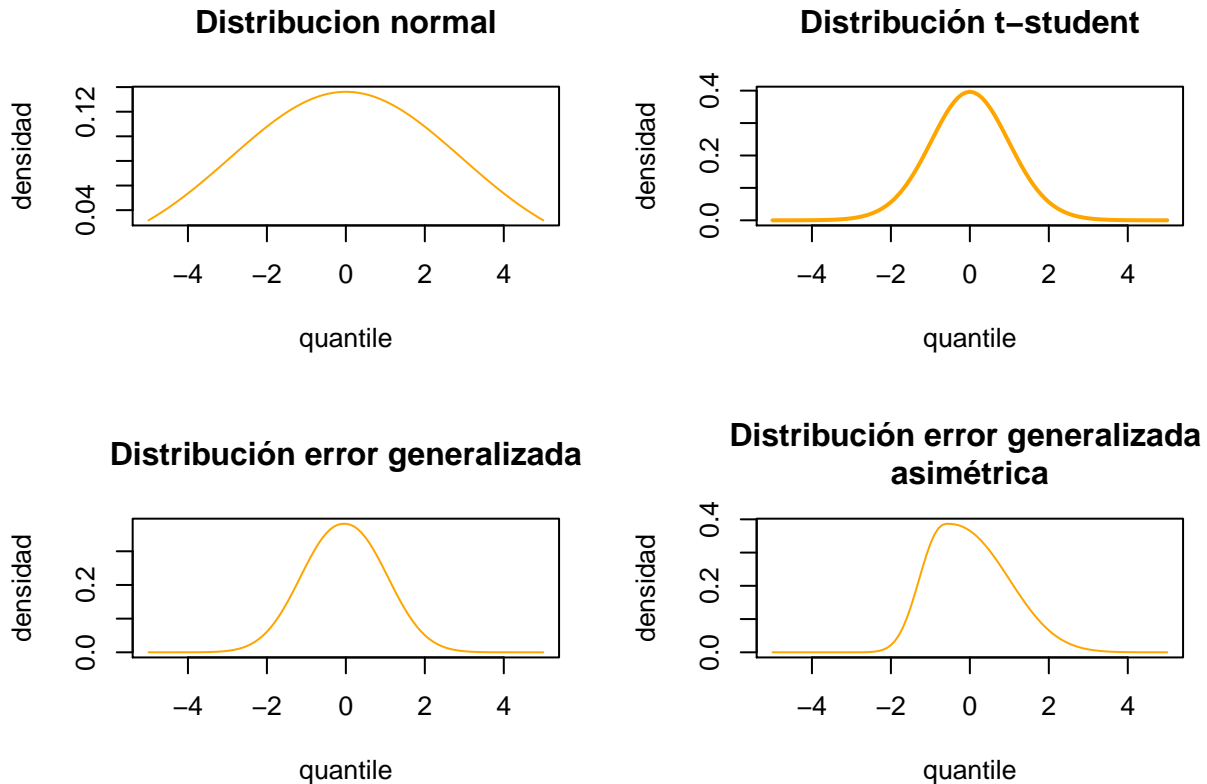 Distribucion normal
densidad
0.04
0.12
−4
−2
0
2
4
quantile
Distribución t−student
densidad
0.0
0.2
0.4
−4
−2
0
2
4
quantile
Distribución error generalizada
densidad
0.0
0.2
−4
−2
0
2
4
quantile
Distribución error generalizada
asimétrica
densidad
0.0
0.2
0.4
−4
−2
0
2
4
quantile